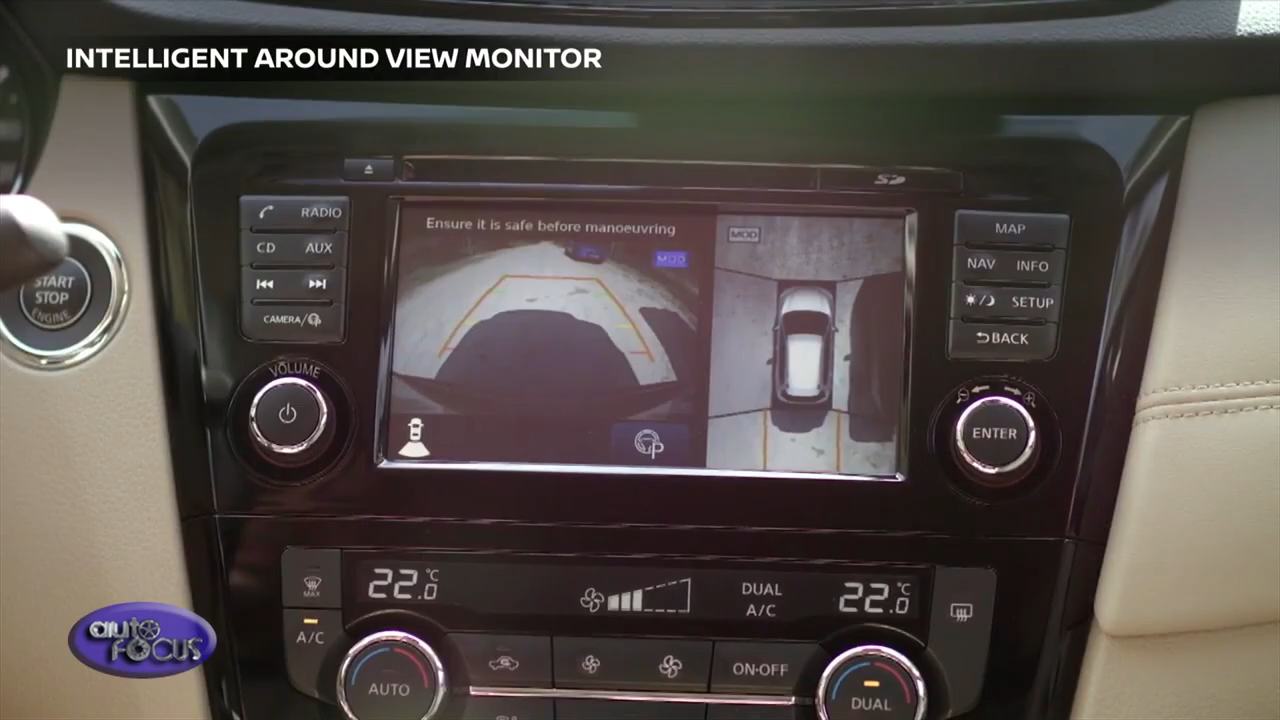 INTELLIGENT AROUND VIEW MONITOR
SD
RADIO
CD AUX
CAMERA/
START
STOP
ENGINE
VOLUME
Ensure it is safe before manoeuvring
MOD
MOD
P
MAP
NAV INFO
SETUP
BACK
ENTER
MAX
A/C
22.0°C
DUAL
A/C
22.0°C
AUTO
ON·OFF
DUAL
auto
FOCUS